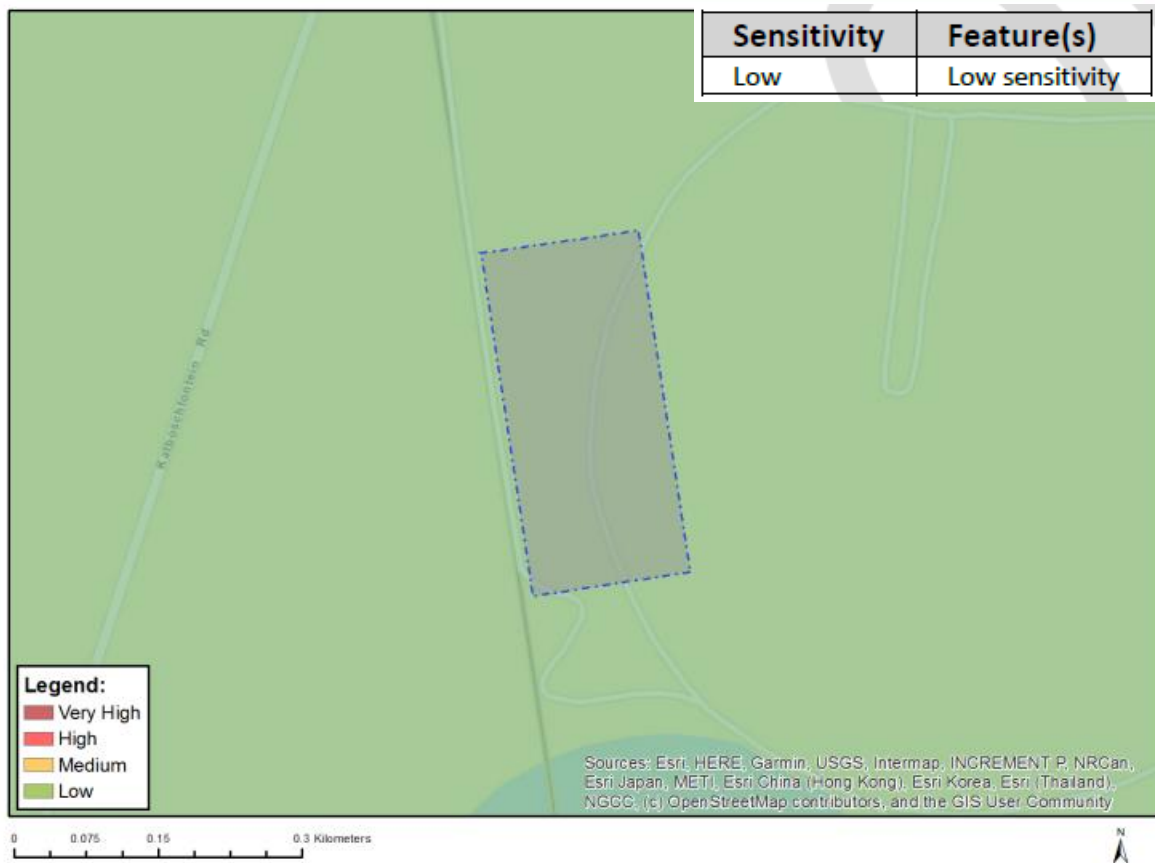 Sensitivity Feature(s)
Low Low sensitivity
Kalboschfontein Rd
Legend:
Very High
High
Medium
Low
Sources: Esri, HERE, Garmin, USGS, Intermap, INCREMENT P, NRCan,
Esri Japan, METI, Esri China (Hong Kong), Esri Korea, Esri (Thailand),
NGCC, (c) OpenStreetMap contributors, and the GIS User Community
0 0.075 0.15 0.3 Kilometers
N